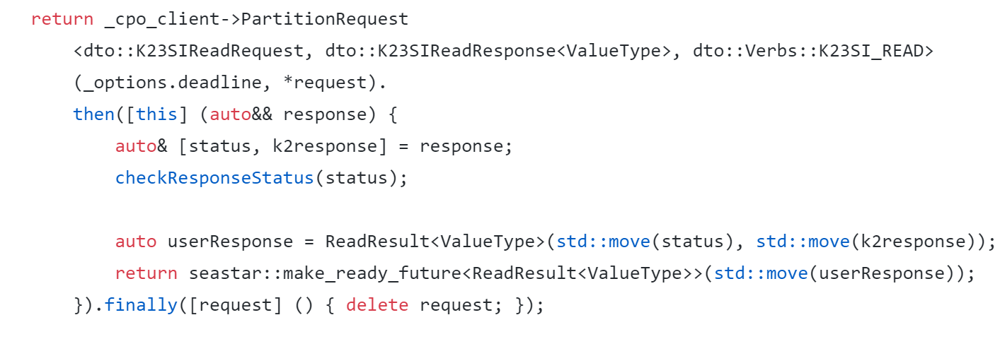 return _cpo_client->PartitionRequest
<dto::K23SIReadRequest, dto::K23SIReadResponse<ValueType>, dto::Verbs::K23SI_READ>
(_options.deadline, *request).
then([this] (auto&& response) {
auto& [status, k2response] = response;
checkResponseStatus(status);
auto userResponse = ReadResult<ValueType>(std::move(status), std::move(k2response));
return seastar::make_ready_future<ReadResult<ValueType>>(std::move(userResponse));
}).finally([request] () { delete request; });